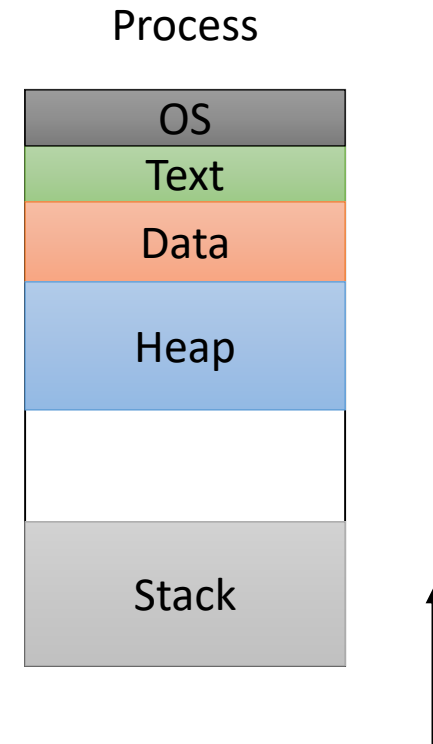 Process
OS
Text
Data
Heap
Stack